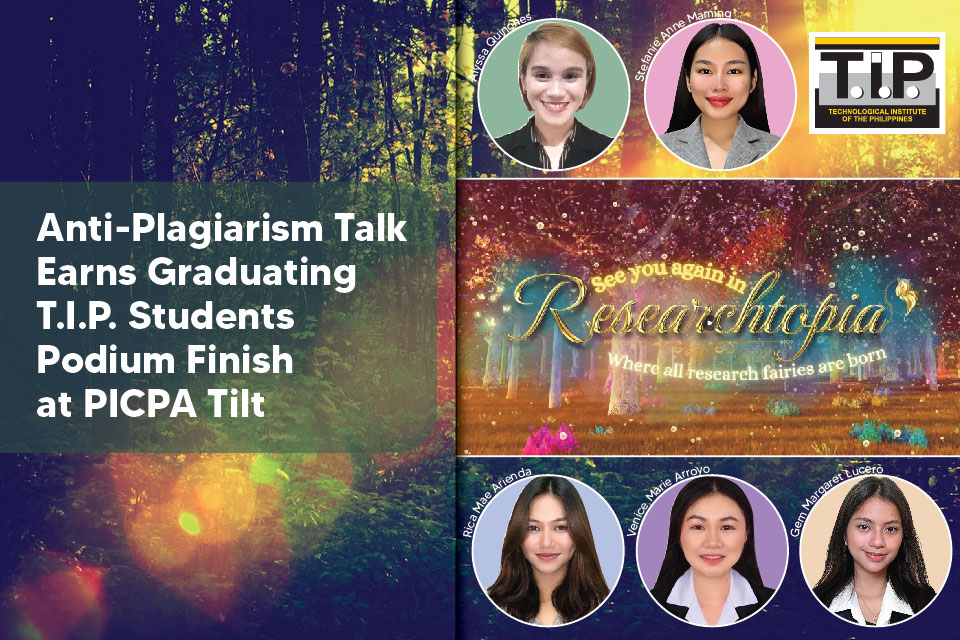 Anti-Plagiarism Talk
Earns Graduating
T.I.P. Students
Podium Finish
at PICPA Tilt
Alyssa Quinones
Stefanie Anne Maming
T.I.P.
TECHNOLOGICAL INSTITUTE
OF THE PHILIPPINES
See you again in
Researchtopia
Where all research fairies are born
Rica Mae Arienda
Venice Marie Arroyo
Gem Margaret Lucero